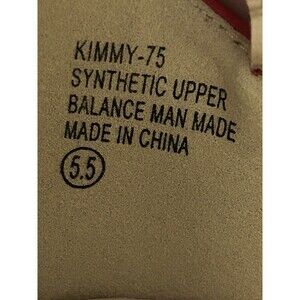 KIMMY-75
SYNTHETIC UPPER
BALANCE MAN MADE
MADE IN CHINA
5.5